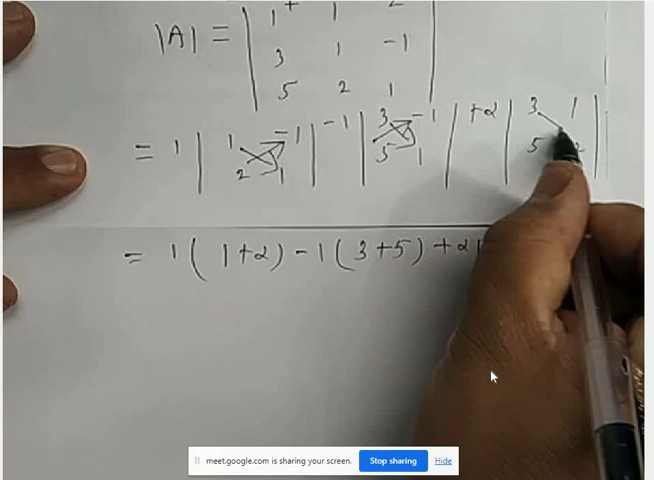 1 1 2
|A| =
3 1 -1
5 2 1
= 1 | 1 -1 | -1 | 3 -1 | +2 | 3 1 |
2 1 5 1 5 2
= 1 ( 1+2) - 1 ( 3+5) + 2 (
meet.google.com is sharing your screen. Stop sharing Hide